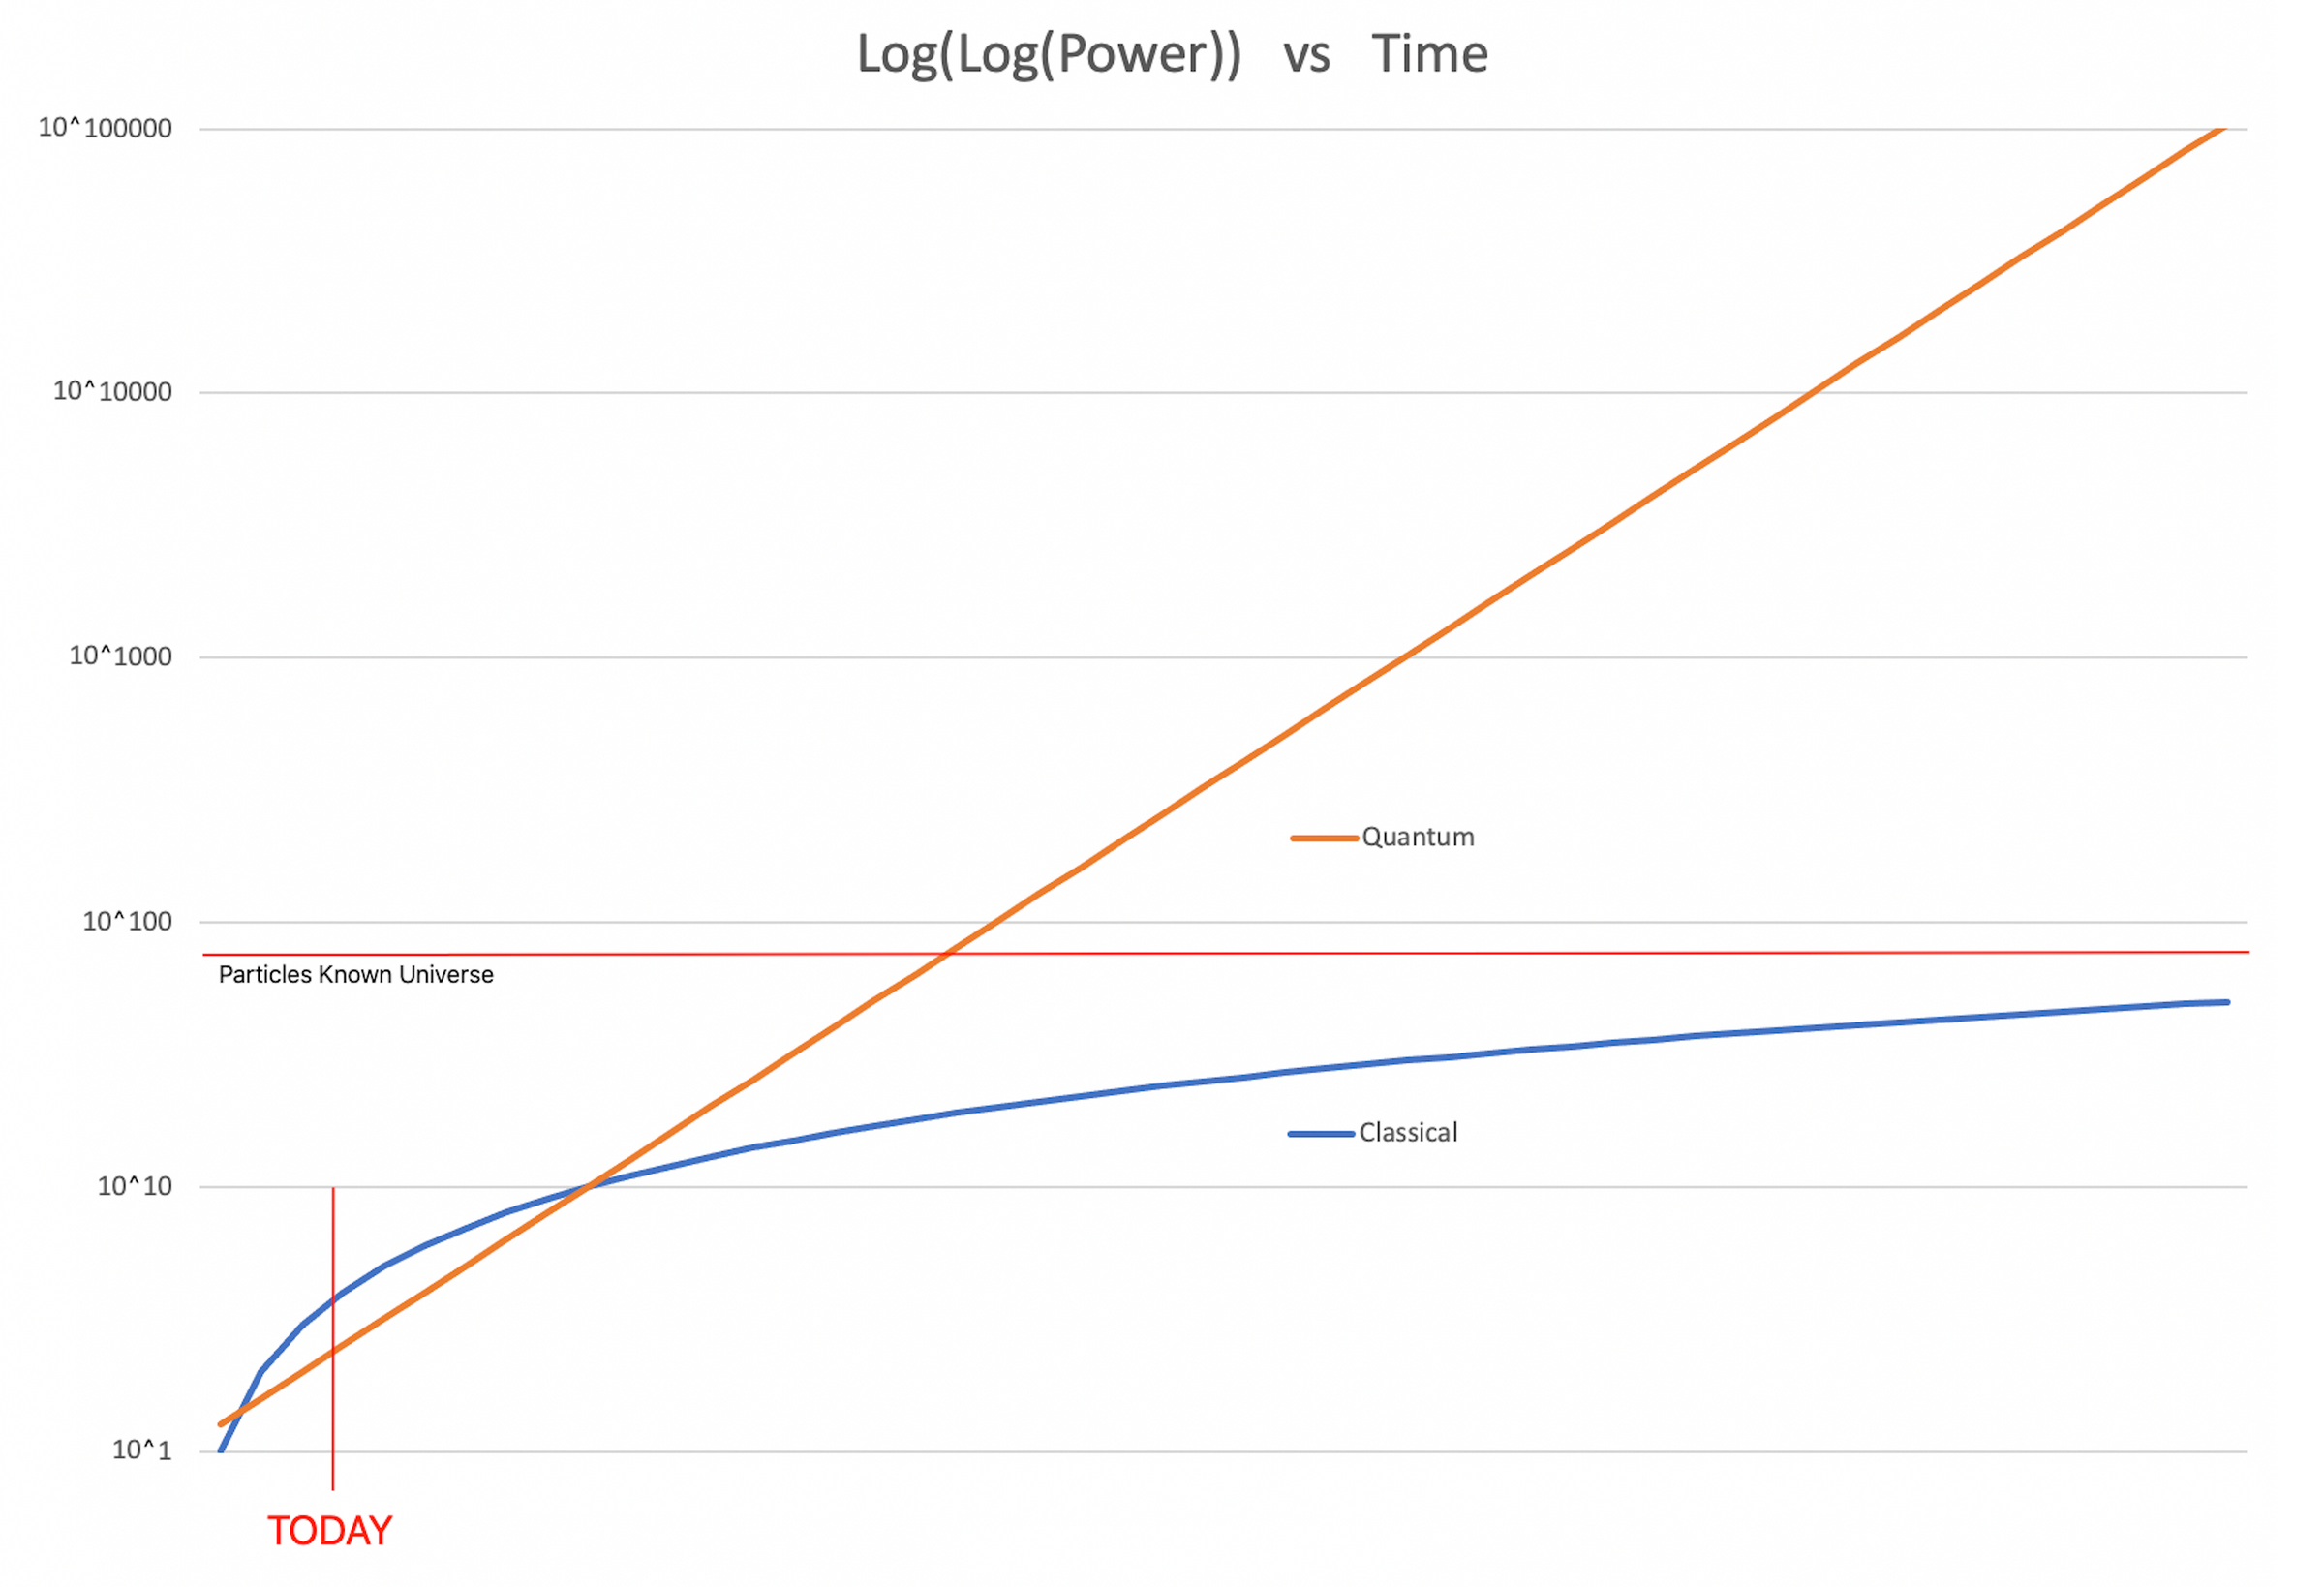 Log(Log(Power)) vs Time
10^100000
10^10000
10^1000
Quantum
10^100
Particles Known Universe
Classical
10^10
10^1
TODAY